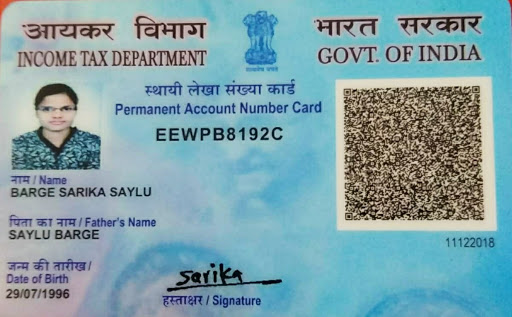 आयकर विभाग
INCOME TAX DEPARTMENT
भारत सरकार
GOVT. OF INDIA
सत्यमेव जयते
स्थायी लेखा संख्या कार्ड
Permanent Account Number Card
EEWPB8192C
नाम / Name
BARGE SARIKA SAYLU
पिता का नाम / Father's Name
SAYLU BARGE
जन्म की तारीख /
Date of Birth
29/07/1996
sarika
हस्ताक्षर / Signature
11122018